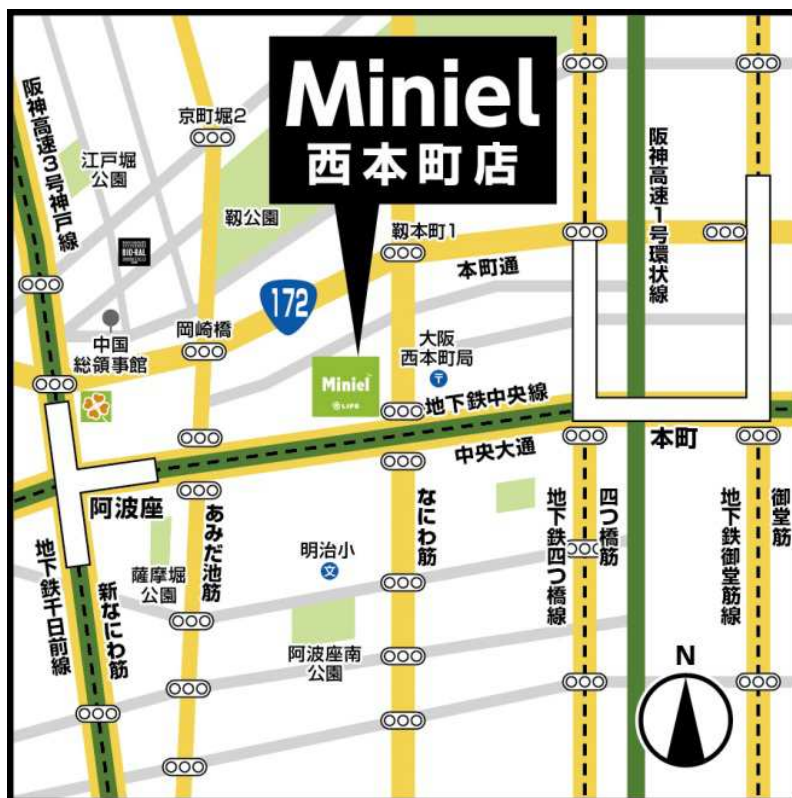 Miniel
西本町店
京町堀2
阪神高速3号神戸線
江戸堀
公園
靱公園
BIO-RAL
靱本町1
本町通
阪神高速1号環状線
172
岡崎橋
中国
総領事館
大阪
西本町局
〒
Miniel
LIFE
地下鉄中央線
中央大通
本町
阿波座
あみだ池筋
なにわ筋
地下鉄四つ橋線
四つ橋筋
地下鉄御堂筋線
御堂筋
地下鉄千日前線
新なにわ筋
薩摩堀
公園
明治小
文
阿波座南
公園
N